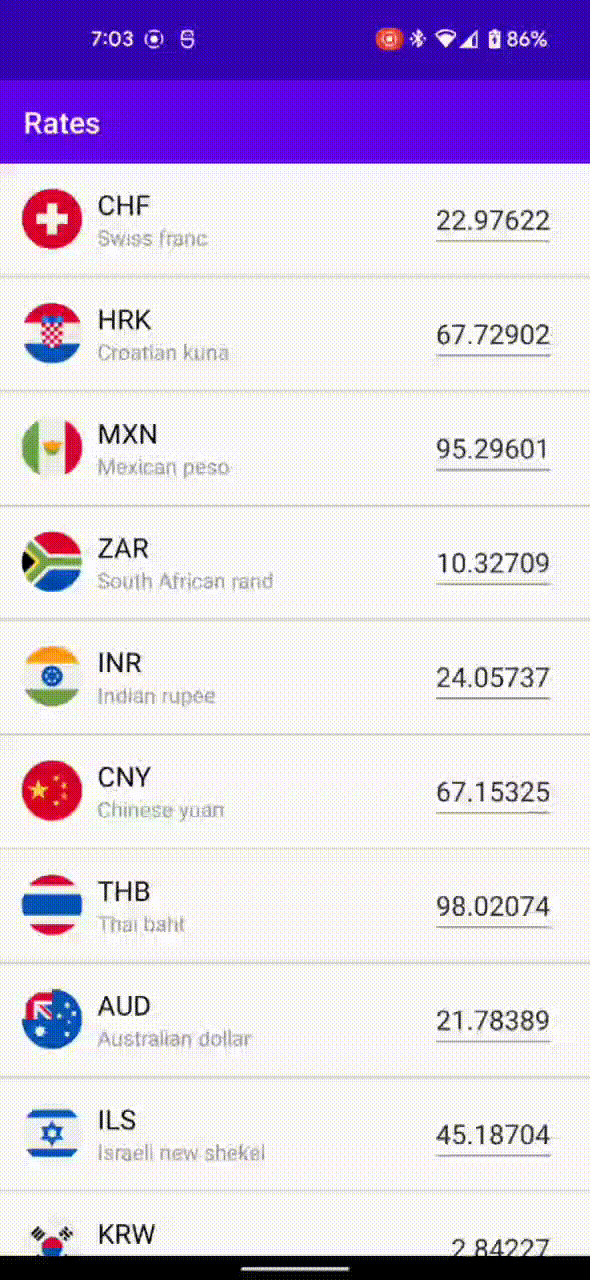 7:03 86%
Rates
CHF 22.97622
Swiss franc
HRK 67.72902
Croatian kuna
MXN 95.29601
Mexican peso
ZAR 10.32709
South African rand
INR 24.05737
Indian rupee
CNY 67.15325
Chinese yuan
THB 98.02074
Thai baht
AUD 21.78389
Australian dollar
ILS 45.18704
Israeli new shekel
KRW 2.84227